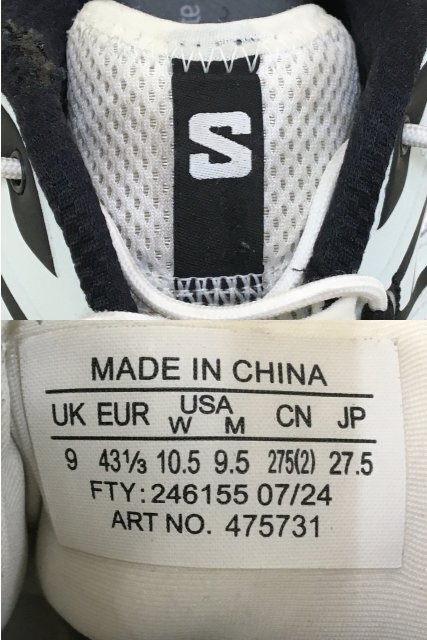 S
MADE IN CHINA
UK EUR USA CN JP
W M
9 43⅓ 10.5 9.5 275(2) 27.5
FTY: 246155 07/24
ART NO. 475731